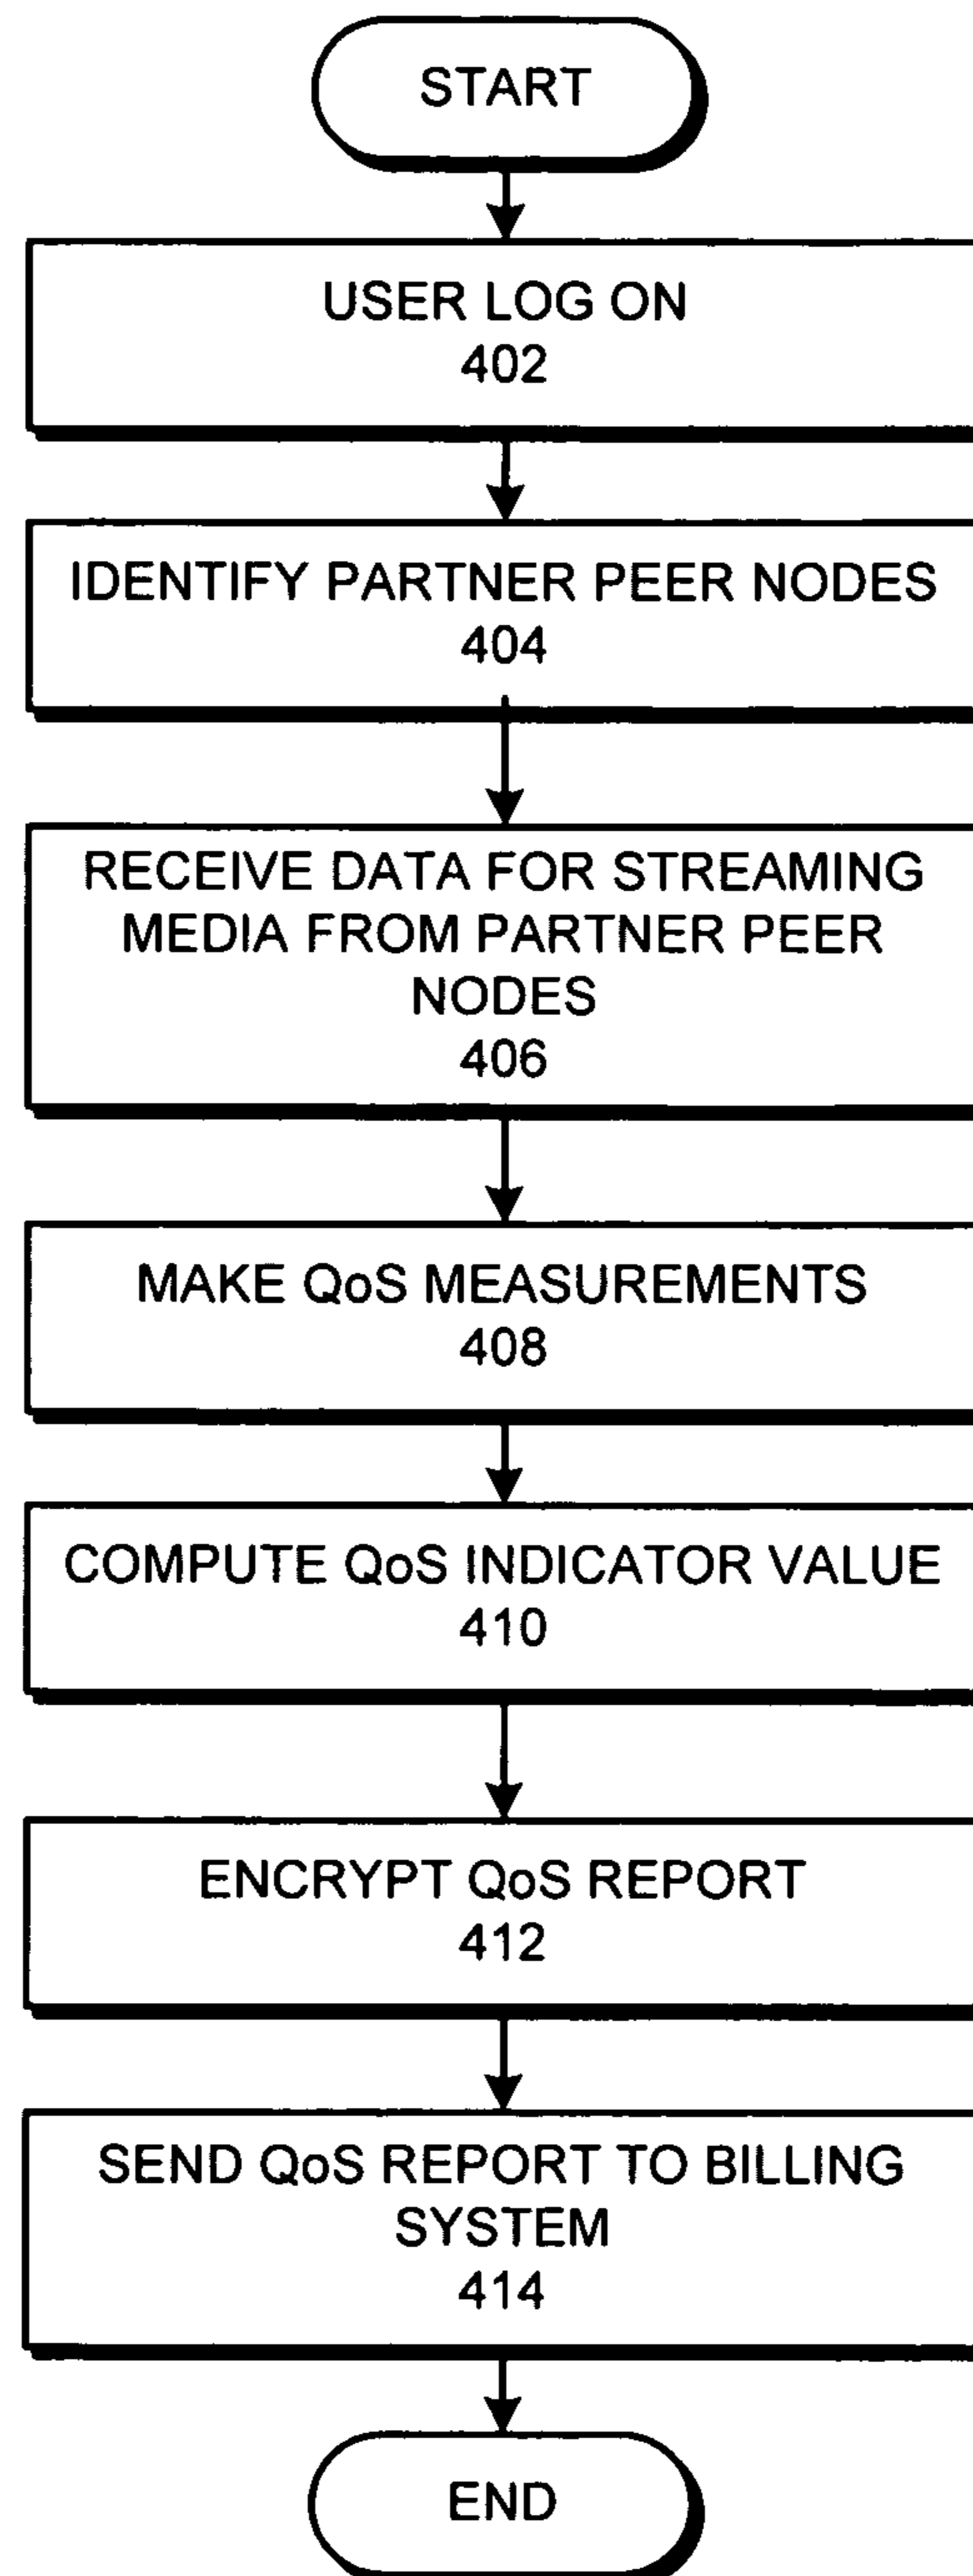 START
USER LOG ON
402
IDENTIFY PARTNER PEER NODES
404
RECEIVE DATA FOR STREAMING
MEDIA FROM PARTNER PEER
NODES
406
MAKE QoS MEASUREMENTS
408
COMPUTE QoS INDICATOR VALUE
410
ENCRYPT QoS REPORT
412
SEND QoS REPORT TO BILLING
SYSTEM
414
END